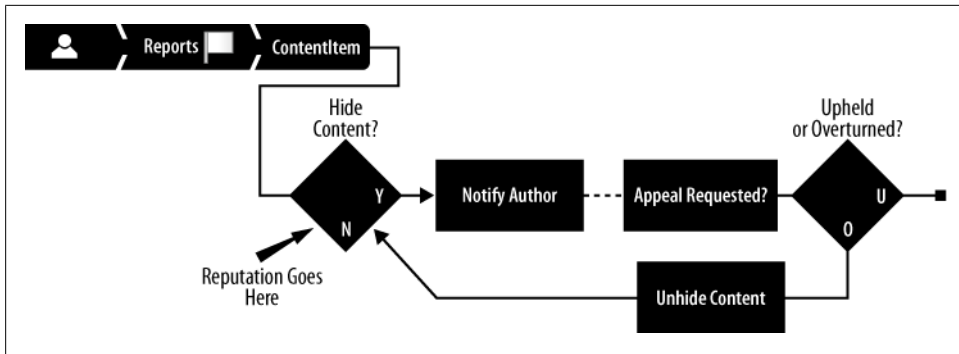 Reports
ContentItem
Hide
Content?
Upheld
or Overturned?
Y
N
Notify Author
Appeal Requested?
U
O
Reputation Goes
Here
Unhide Content